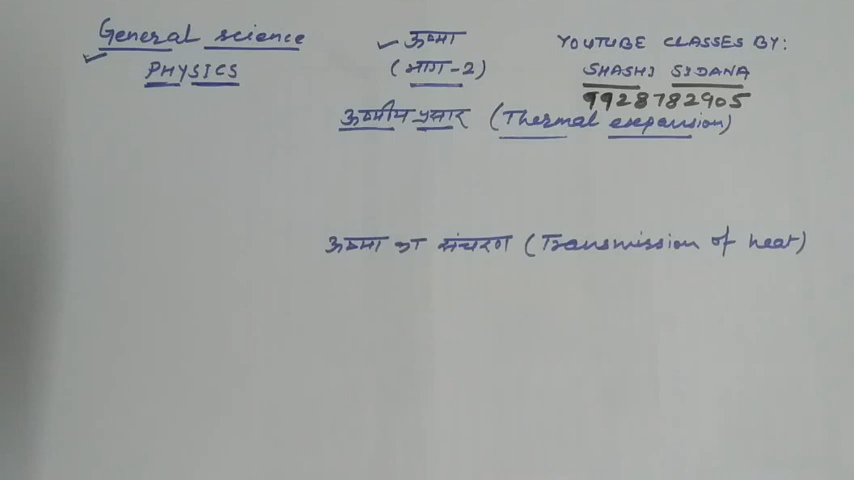 General science
ऊष्मा
YOUTUBE CLASSES BY:
PHYSICS
(भाग-2)
SHASHI SIDANA
9928782905
ऊष्मीय प्रसार (Thermal expansion)
ऊष्मा का संचरण (Transmission of heat)